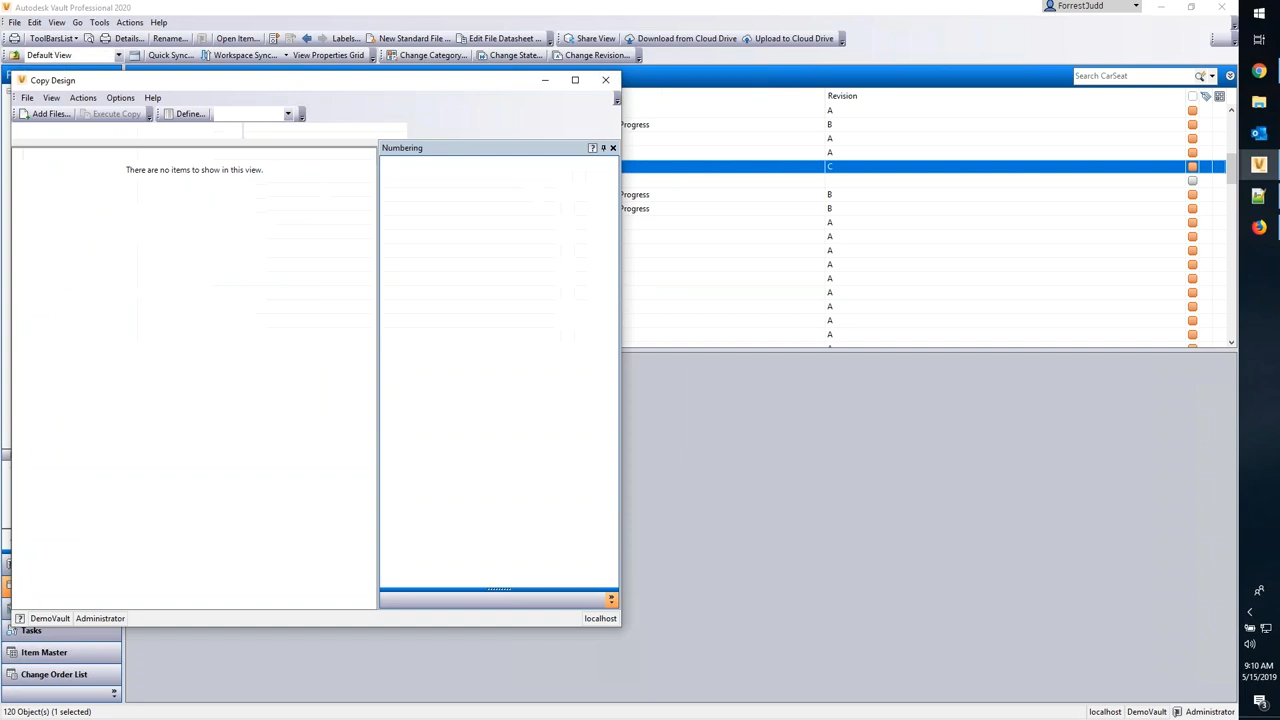 Autodesk Vault Professional 2020
ForrestJudd
File Edit View Go Tools Actions Help
ToolBarsList Details... Rename... Open Item... Labels... New Standard File ... Edit File Datasheet ... Share View Download from Cloud Drive Upload to Cloud Drive
Default View Quick Sync... Workspace Sync... View Properties Grid Change Category... Change State... Change Revision...
Copy Design
Search CarSeat
File View Actions Options Help
Revision
Add Files... Execute Copy Define...
A
Progress B
A
Numbering
A
There are no items to show in this view.
C
Progress B
Progress B
A
A
A
A
A
A
A
A
A
DemoVault Administrator localhost
Tasks
Item Master
Change Order List
9:10 AM
5/15/2019
3
120 Object(s) (1 selected)
localhost DemoVault Administrator